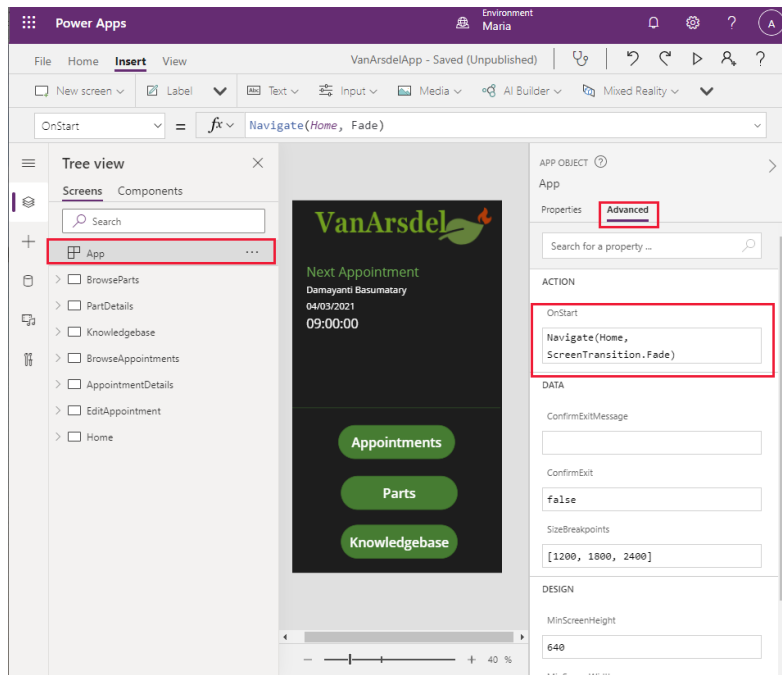 Power Apps
Environment
Maria
A
File Home Insert View
VanArsdelApp - Saved (Unpublished)
New screen Label Abc Text Input Media AI Builder Mixed Reality
OnStart = fx Navigate(Home, Fade)
Tree view
Screens Components
Search
App ...
BrowseParts
PartDetails
Knowledgebase
BrowseAppointments
AppointmentDetails
EditAppointment
Home
VanArsdel
Next Appointment
Damayanti Basumatary
04/03/2021
09:00:00
Appointments
Parts
Knowledgebase
40 %
APP OBJECT
App
Properties Advanced
Search for a property ...
ACTION
OnStart
Navigate(Home,
ScreenTransition.Fade)
DATA
ConfirmExitMessage
ConfirmExit
false
SizeBreakpoints
[1200, 1800, 2400]
DESIGN
MinScreenHeight
640